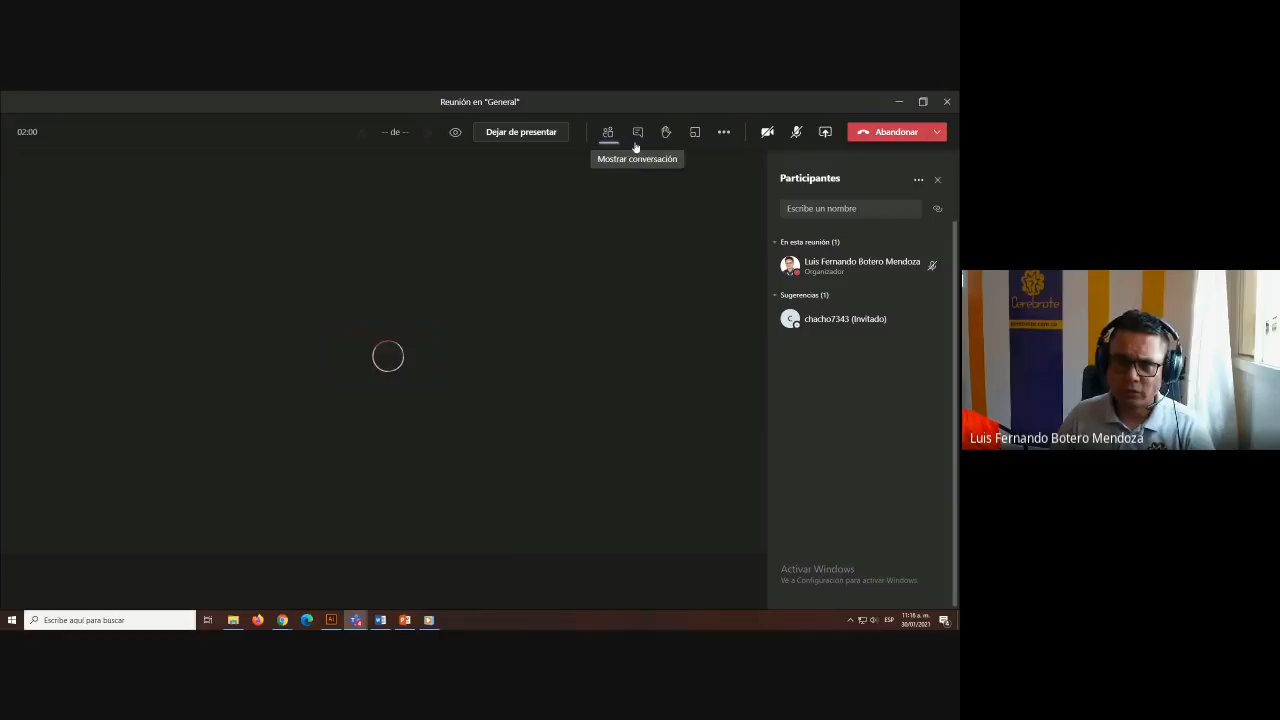 Reunión en "General"
02:00
-- de --
Dejar de presentar
Abandonar
Mostrar conversación
Participantes
Escribe un nombre
En esta reunión (1)
Luis Fernando Botero Mendoza
Organizador
Sugerencias (1)
C
chacho7343 (Invitado)
Cerebrote
Luis Fernando Botero Mendoza
Activar Windows
Ve a Configuración para activar Windows.
Escribe aquí para buscar
ESP
11:18 a. m.
30/01/2021